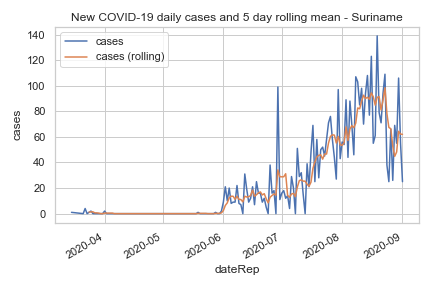 New COVID-19 daily cases and 5 day rolling mean - Suriname
cases
cases (rolling)
140
120
100
80
60
40
20
0
cases
2020-04
2020-05
2020-06
2020-07
2020-08
2020-09
dateRep